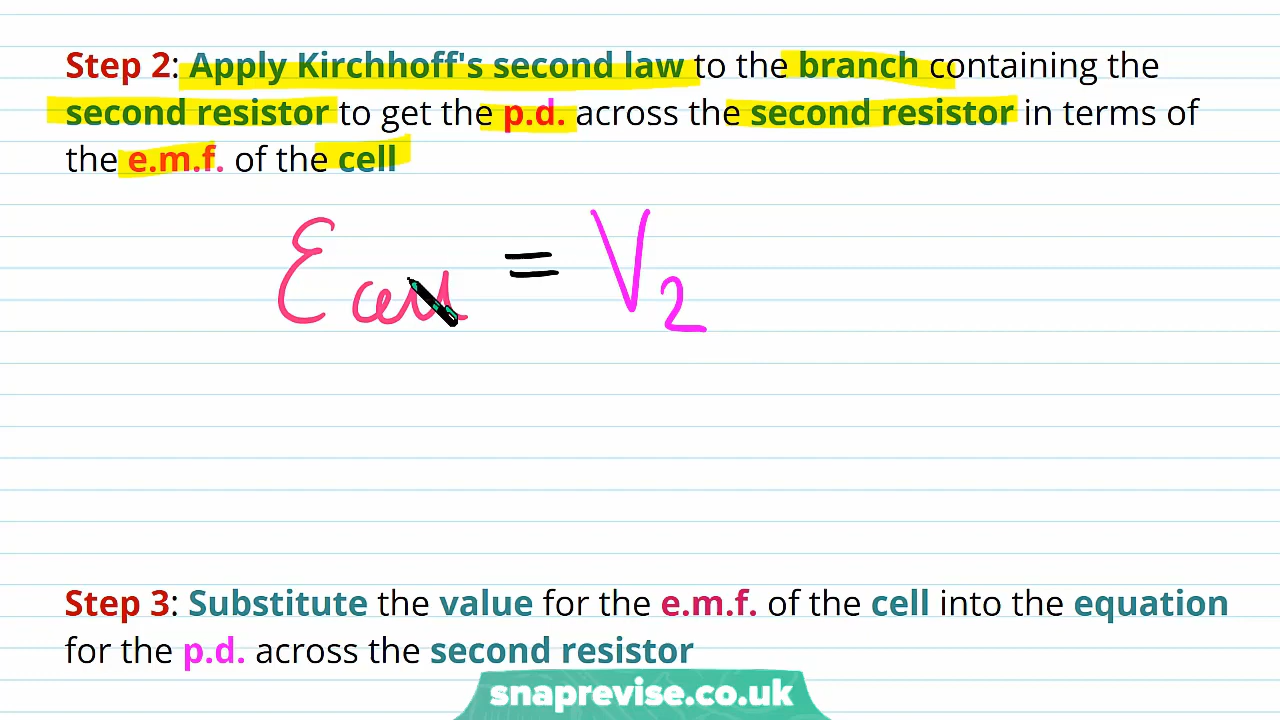 Step 2: Apply Kirchhoff's second law to the branch containing the
second resistor to get the p.d. across the second resistor in terms of
the e.m.f. of the cell
Ɛcell = V₂
Step 3: Substitute the value for the e.m.f. of the cell into the equation
for the p.d. across the second resistor
snaprevise.co.uk